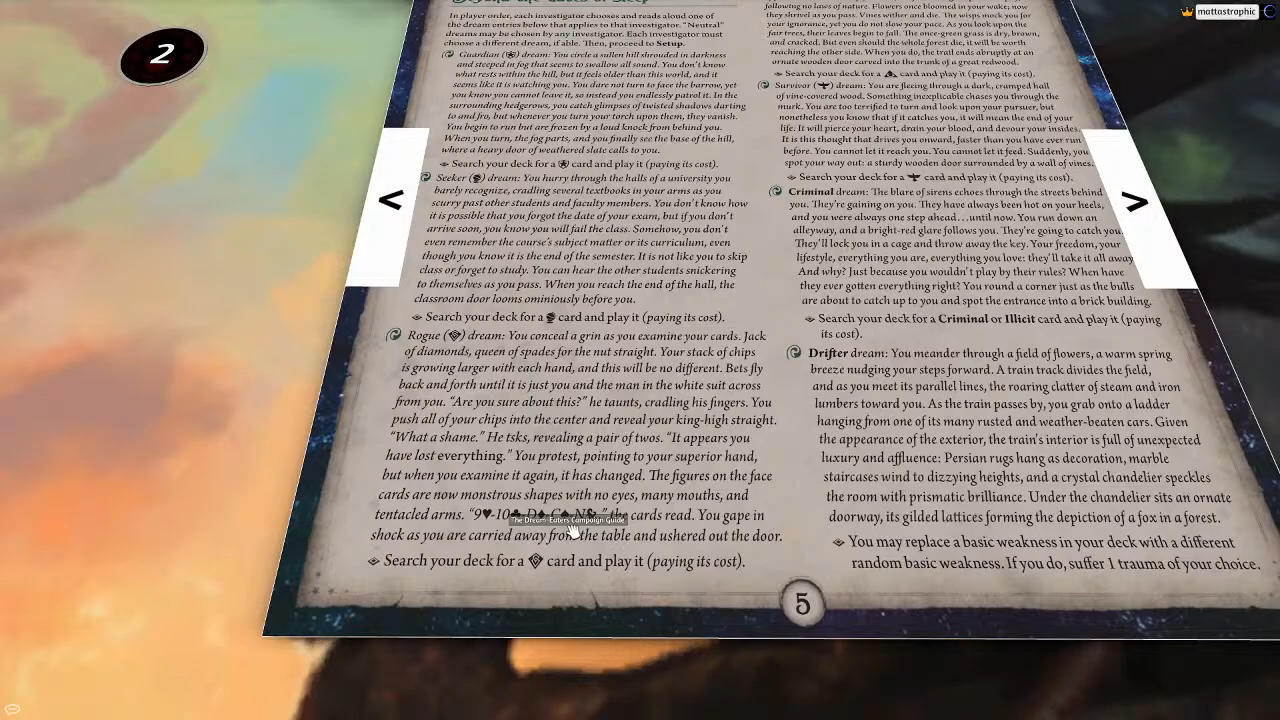 2
mattastrophic
In player order, each investigator chooses and reads aloud one of
the dream entries below that applies to that investigator. "Neutral"
dreams may be chosen by any investigator. Each investigator must
choose a different dream, if able. Then, proceed to Setup.
Guardian () dream: You circle a sullen hill shrouded in darkness
and steeped in fog that seems to swallow all sound. You don't know
what rests within the hill, but it feels older than this world, and it
seems like it is watching you. You dare not turn to face the barrow, yet
you know you cannot leave it, so instead you endlessly patrol it. In the
surrounding hedgerows, you catch glimpses of twisted shadows darting
to and fro, but whenever you turn your torch upon them, they vanish.
You begin to run but are frozen by a loud knock from behind you.
When you turn, the fog parts, and you finally see the base of the hill,
where a heavy door of weathered slate calls to you.
Search your deck for a card and play it (paying its cost).
Seeker () dream: You hurry through the halls of a university you
barely recognize, cradling several textbooks in your arms as you
scurry past other students and faculty members. You don't know how
it is possible that you forgot the date of your exam, but if you don't
arrive soon, you know you will fail the class. Somehow, you don't
even remember the course's subject matter or its curriculum, even
though you know it is the end of the semester. It is not like you to skip
class or forget to study. You can hear the other students snickering
to themselves as you pass. When you reach the end of the hall, the
classroom door looms ominously before you.
Search your deck for a card and play it (paying its cost).
Rogue () dream: You conceal a grin as you examine your cards. Jack
of diamonds, queen of spades for the nut straight. Your stack of chips
is growing larger with each hand, and this will be no different. Bets fly
back and forth until it is just you and the man in the white suit across
from you. "Are you sure about this?" he taunts, cradling his fingers. You
push all of your chips into the center and reveal your king-high straight.
"What a shame." He tsks, revealing a pair of twos. "It appears you
have lost everything." You protest, pointing to your superior hand,
but when you examine it again, it has changed. The figures on the face
cards are now monstrous shapes with no eyes, many mouths, and
tentacled arms. "9♥-10♣-D♦-C♠-N," the cards read. You gape in
The Dream-Eaters Campaign Guide
shock as you are carried away from the table and ushered out the door.
Search your deck for a card and play it (paying its cost).
following no laws of nature. Flowers once bloomed in your wake; now
they shrivel as you pass. Vines wither and die. The wisps mock you for
your ignorance, yet you do not slow your pace. As you look upon the
fair trees, their leaves begin to fall. The once-green grass is dry, brown,
and cracked. But even should the whole forest die, it will be worth
reaching the other side. When you do, the trail ends abruptly at an
ornate wooden door carved into the trunk of a great redwood.
Search your deck for a card and play it (paying its cost).
Survivor () dream: You are fleeing through a dark, cramped hall
of vine-covered wood. Something inexplicable chases you through the
murk. You are too terrified to turn and look upon your pursuer, but
nonetheless you know that if it catches you, it will mean the end of your
life. It will pierce your heart, drain your blood, and devour your insides.
It is this thought that drives you onward, faster than you have ever run
before. You cannot let it reach you. You cannot let it feed. Suddenly, you
spot your way out: a sturdy wooden door surrounded by a wall of vines.
Search your deck for a card and play it (paying its cost).
Criminal dream: The blare of sirens echoes through the streets behind
you. They're gaining on you. They have always been hot on your heels,
and you were always one step ahead…until now. You run down an
alleyway, and a bright-red glare follows you. They're going to catch you.
They'll lock you in a cage and throw away the key. Your freedom, your
lifestyle, everything you are, everything you love: they'll take it all away
And why? Just because you wouldn't play by their rules? When have
they ever gotten everything right? You round a corner just as the bulls
are about to catch up to you and spot the entrance into a brick building.
Search your deck for a Criminal or Illicit card and play it (paying
its cost).
Drifter dream: You meander through a field of flowers, a warm spring
breeze nudging your steps forward. A train track divides the field,
and as you meet its parallel lines, the roaring clatter of steam and iron
lumbers toward you. As the train passes by, you grab onto a ladder
hanging from one of its many rusted and weather-beaten cars. Given
the appearance of the exterior, the train's interior is full of unexpected
luxury and affluence: Persian rugs hang as decoration, marble
staircases wind to dizzying heights, and a crystal chandelier speckles
the room with prismatic brilliance. Under the chandelier sits an ornate
doorway, its gilded lattices forming the depiction of a fox in a forest.
You may replace a basic weakness in your deck with a different
random basic weakness. If you do, suffer 1 trauma of your choice.
5
<
>